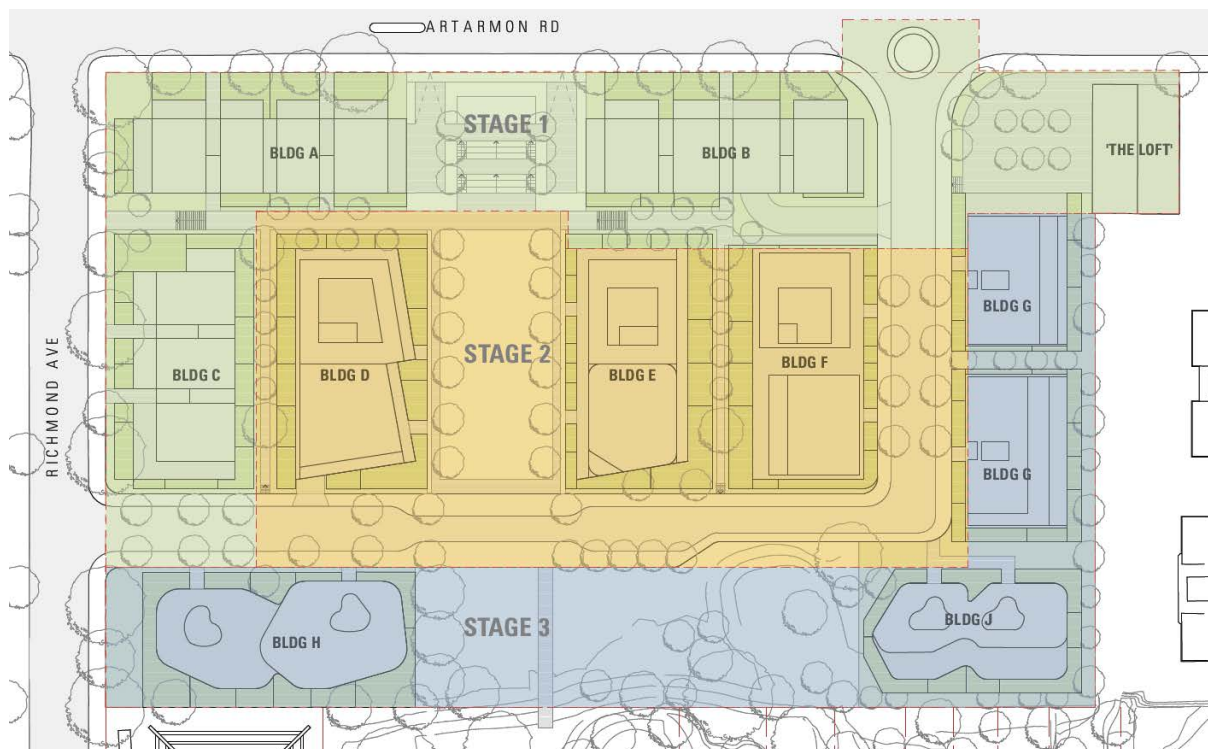 ARTARMON RD
STAGE 1
BLDG A
BLDG B
'THE LOFT'
BLDG G
RICHMOND AVE
BLDG C
BLDG D
STAGE 2
BLDG E
BLDG F
BLDG G
STAGE 3
BLDG H
BLDG J